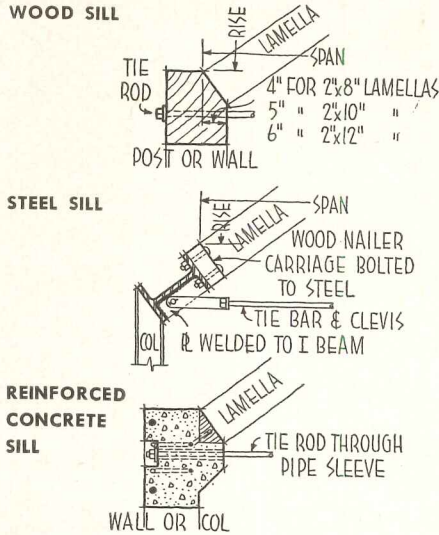 WOOD SILL
RISE
LAMELLA
SPAN
TIE
ROD
4" FOR 2"x8" LAMELLAS
5" " 2"x10" "
6" " 2"x12" "
POST OR WALL
STEEL SILL
RISE
SPAN
LAMELLA
WOOD NAILER
CARRIAGE BOLTED
TO STEEL
TIE BAR & CLEVIS
COL
℄ WELDED TO I BEAM
REINFORCED
CONCRETE
SILL
LAMELLA
TIE ROD THROUGH
PIPE SLEEVE
WALL OR COL